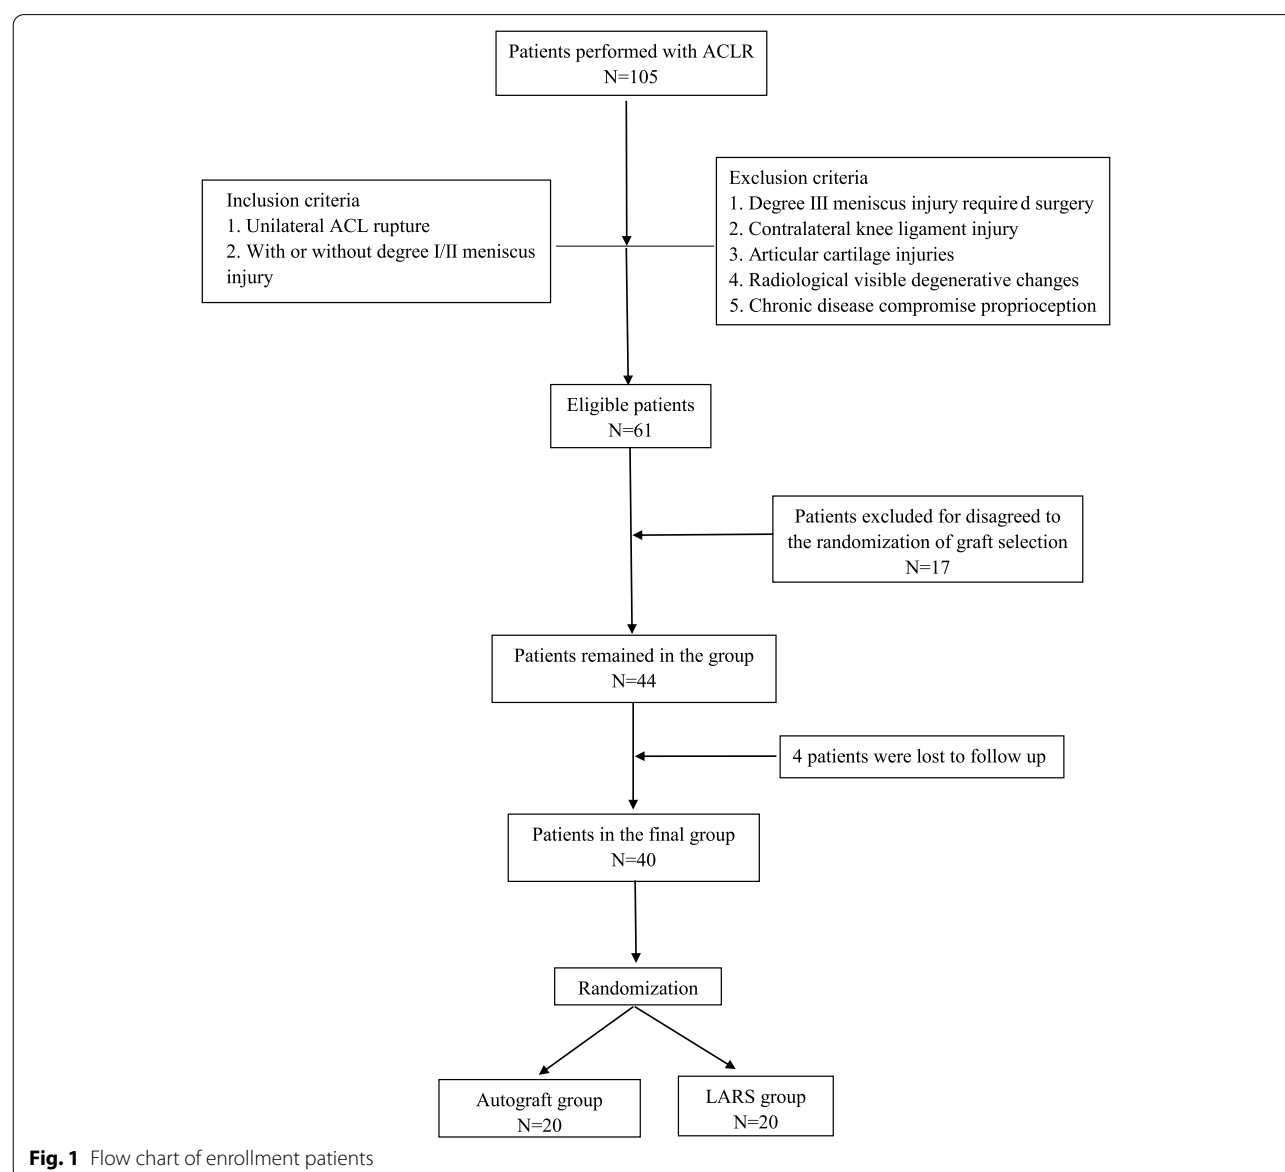 Patients performed with ACLR
N=105
Inclusion criteria
1. Unilateral ACL rupture
2. With or without degree I/II meniscus
injury
Exclusion criteria
1. Degree III meniscus injury required surgery
2. Contralateral knee ligament injury
3. Articular cartilage injuries
4. Radiological visible degenerative changes
5. Chronic disease compromise proprioception
Eligible patients
N=61
Patients excluded for disagreed to
the randomization of graft selection
N=17
Patients remained in the group
N=44
4 patients were lost to follow up
Patients in the final group
N=40
Randomization
Autograft group
N=20
LARS group
N=20
Fig. 1 Flow chart of enrollment patients